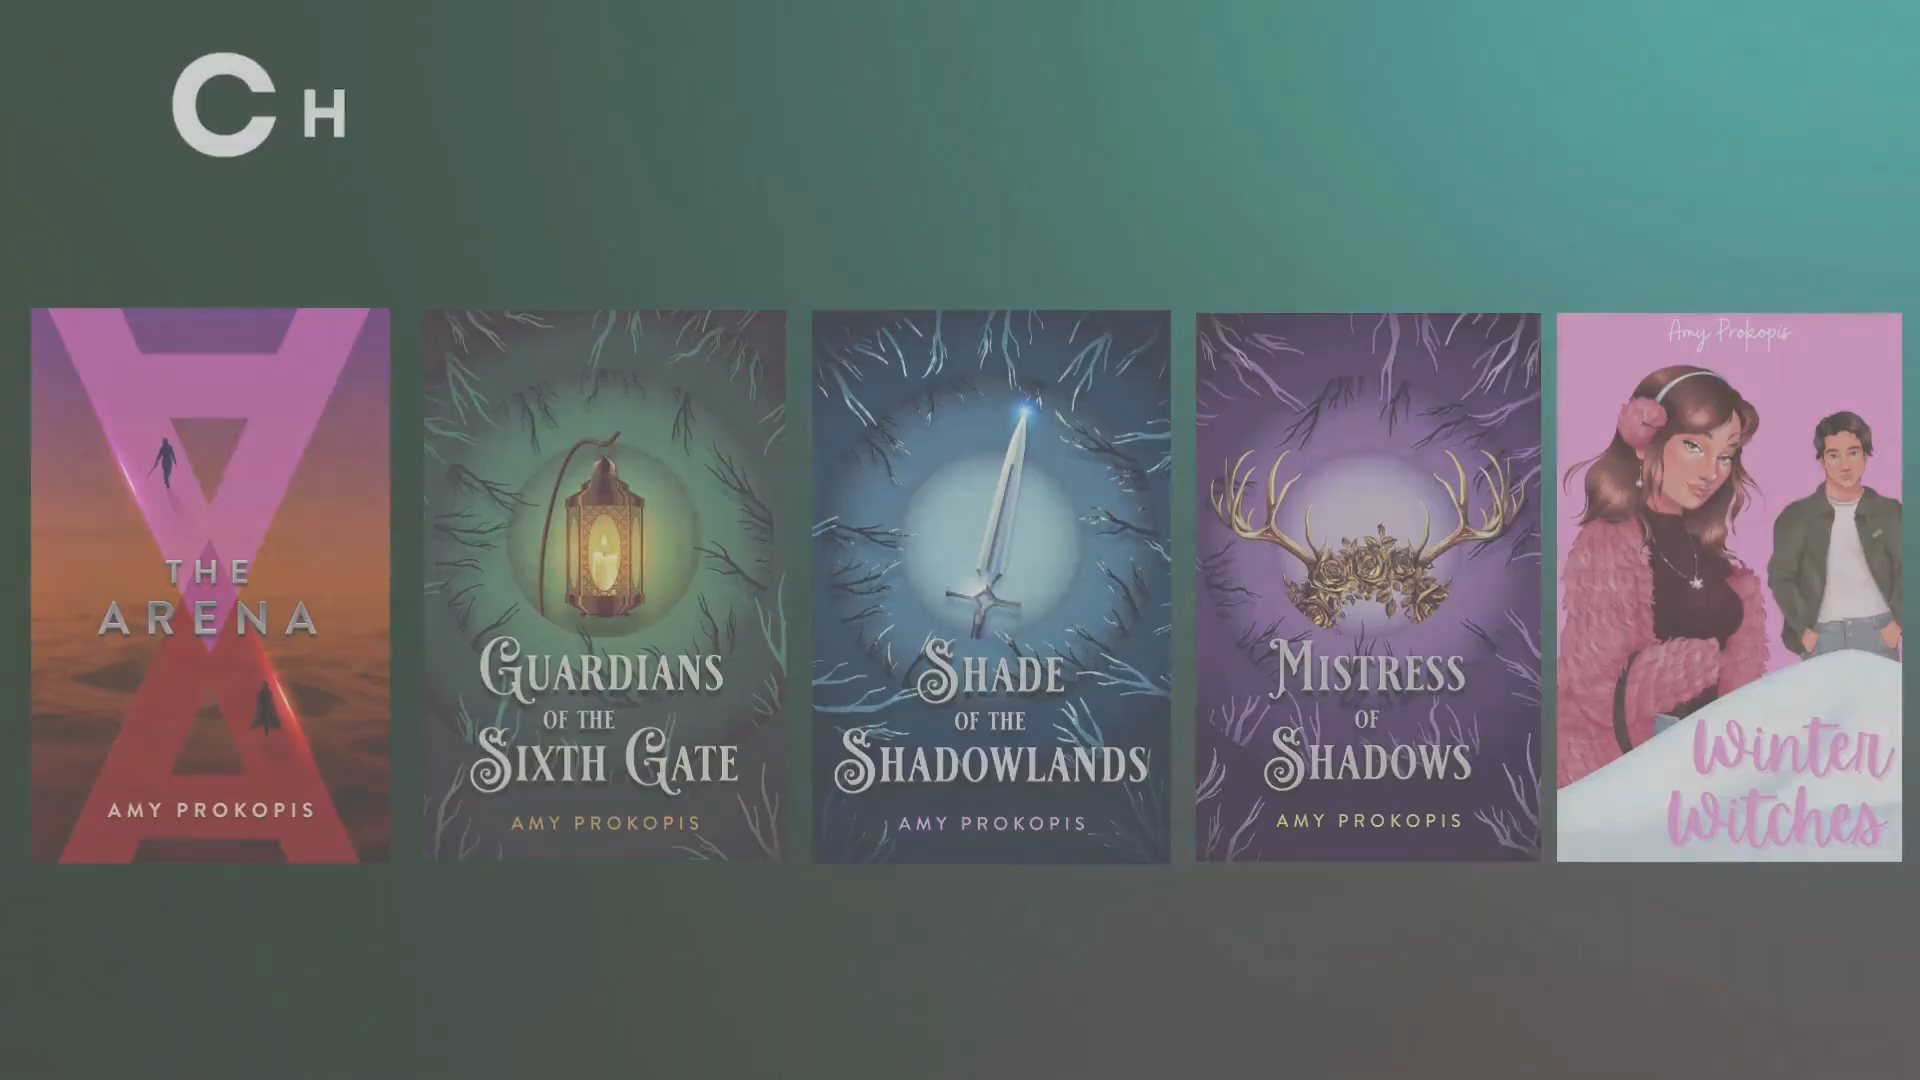 CH
THE
ARENA
AMY PROKOPIS
GUARDIANS
OF THE
SIXTH GATE
AMY PROKOPIS
SHADE
OF THE
SHADOWLANDS
AMY PROKOPIS
MISTRESS
OF
SHADOWS
AMY PROKOPIS
Amy Prokopis
Winter
Witches